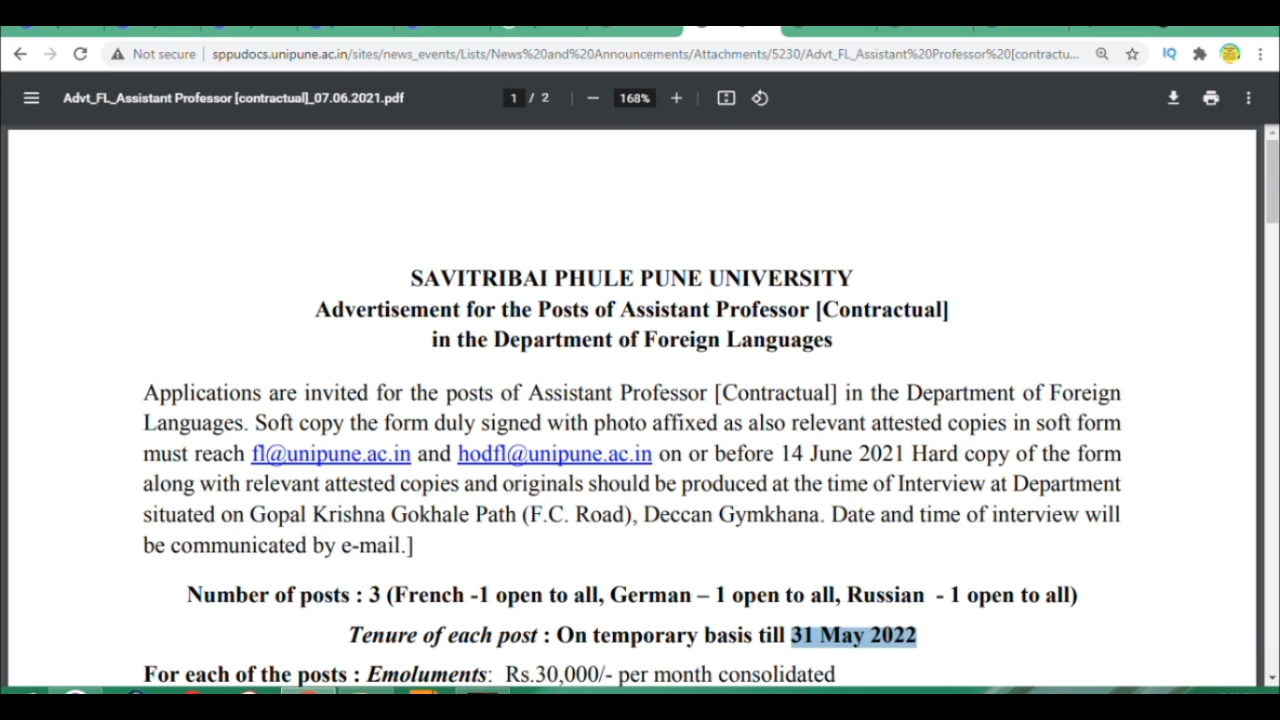 Not secure
sppudocs.unipune.ac.in/sites/news_events/Lists/News%20and%20Announcements/Attachments/5230/Advt_FL_Assistant%20Professor%20[contractu...
IQ
Advt_FL_Assistant Professor [contractual]_07.06.2021.pdf
1 / 2
168%
SAVITRIBAI PHULE PUNE UNIVERSITY
Advertisement for the Posts of Assistant Professor [Contractual]
in the Department of Foreign Languages
Applications are invited for the posts of Assistant Professor [Contractual] in the Department of Foreign
Languages. Soft copy the form duly signed with photo affixed as also relevant attested copies in soft form
must reach fl@unipune.ac.in and hodfl@unipune.ac.in on or before 14 June 2021 Hard copy of the form
along with relevant attested copies and originals should be produced at the time of Interview at Department
situated on Gopal Krishna Gokhale Path (F.C. Road), Deccan Gymkhana. Date and time of interview will
be communicated by e-mail.]
Number of posts : 3 (French -1 open to all, German – 1 open to all, Russian - 1 open to all)
Tenure of each post : On temporary basis till 31 May 2022
For each of the posts : Emoluments: Rs.30,000/- per month consolidated